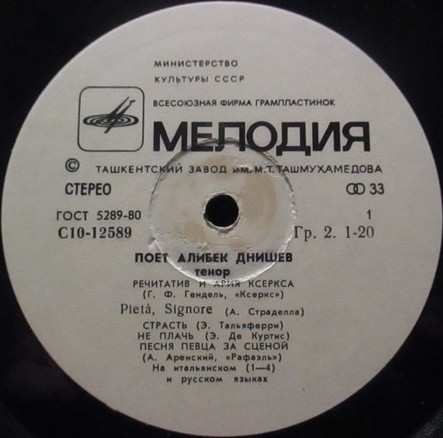 МИНИСТЕРСТВО
КУЛЬТУРЫ СССР
ВСЕСОЮЗНАЯ ФИРМА ГРАМПЛАСТИНОК
МЕЛОДИЯ
© ТАШКЕНТСКИЙ ЗАВОД им. М.Т. ТАШМУХАМЕДОВА
СТЕРЕО 33
ГОСТ 5289-80 1
С10-12589 Гр. 2. 1-20
ПОЕТ АЛИБЕК ДНИШЕВ
тенор
РЕЧИТАТИВ И АРИЯ КСЕРКСА
(Г. Ф. Гендель, «Ксеркс»)
Pietà, Signore (А. Страделла)
СТРАСТЬ (Э. Тальяферри)
НЕ ПЛАЧЬ (Э. Де Куртис)
ПЕСНЯ ПЕВЦА ЗА СЦЕНОЙ
(А. Аренский, «Рафаэль»)
На итальянском (1—4)
и русском языках